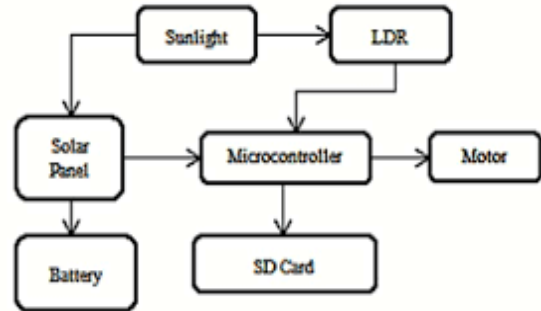 Sunlight
LDR
Solar
Panel
Microcontroller
Motor
Battery
SD Card